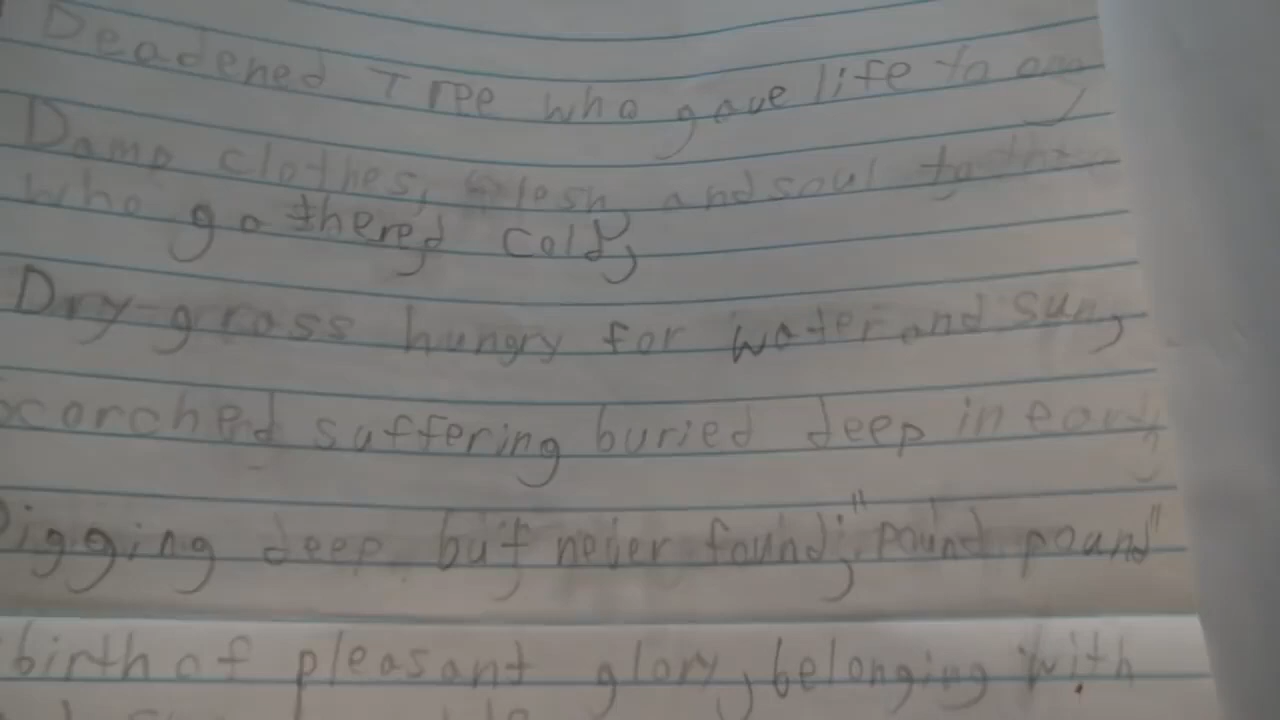 Deadened Tree who gave life to
Damp clothes, flesh, and soul to
who gathered cold,
Dry-grass hungry for water and sun,
scorched suffering buried deep in
Digging deep but never found; "pound pound"
birth of pleasant glory, belonging with